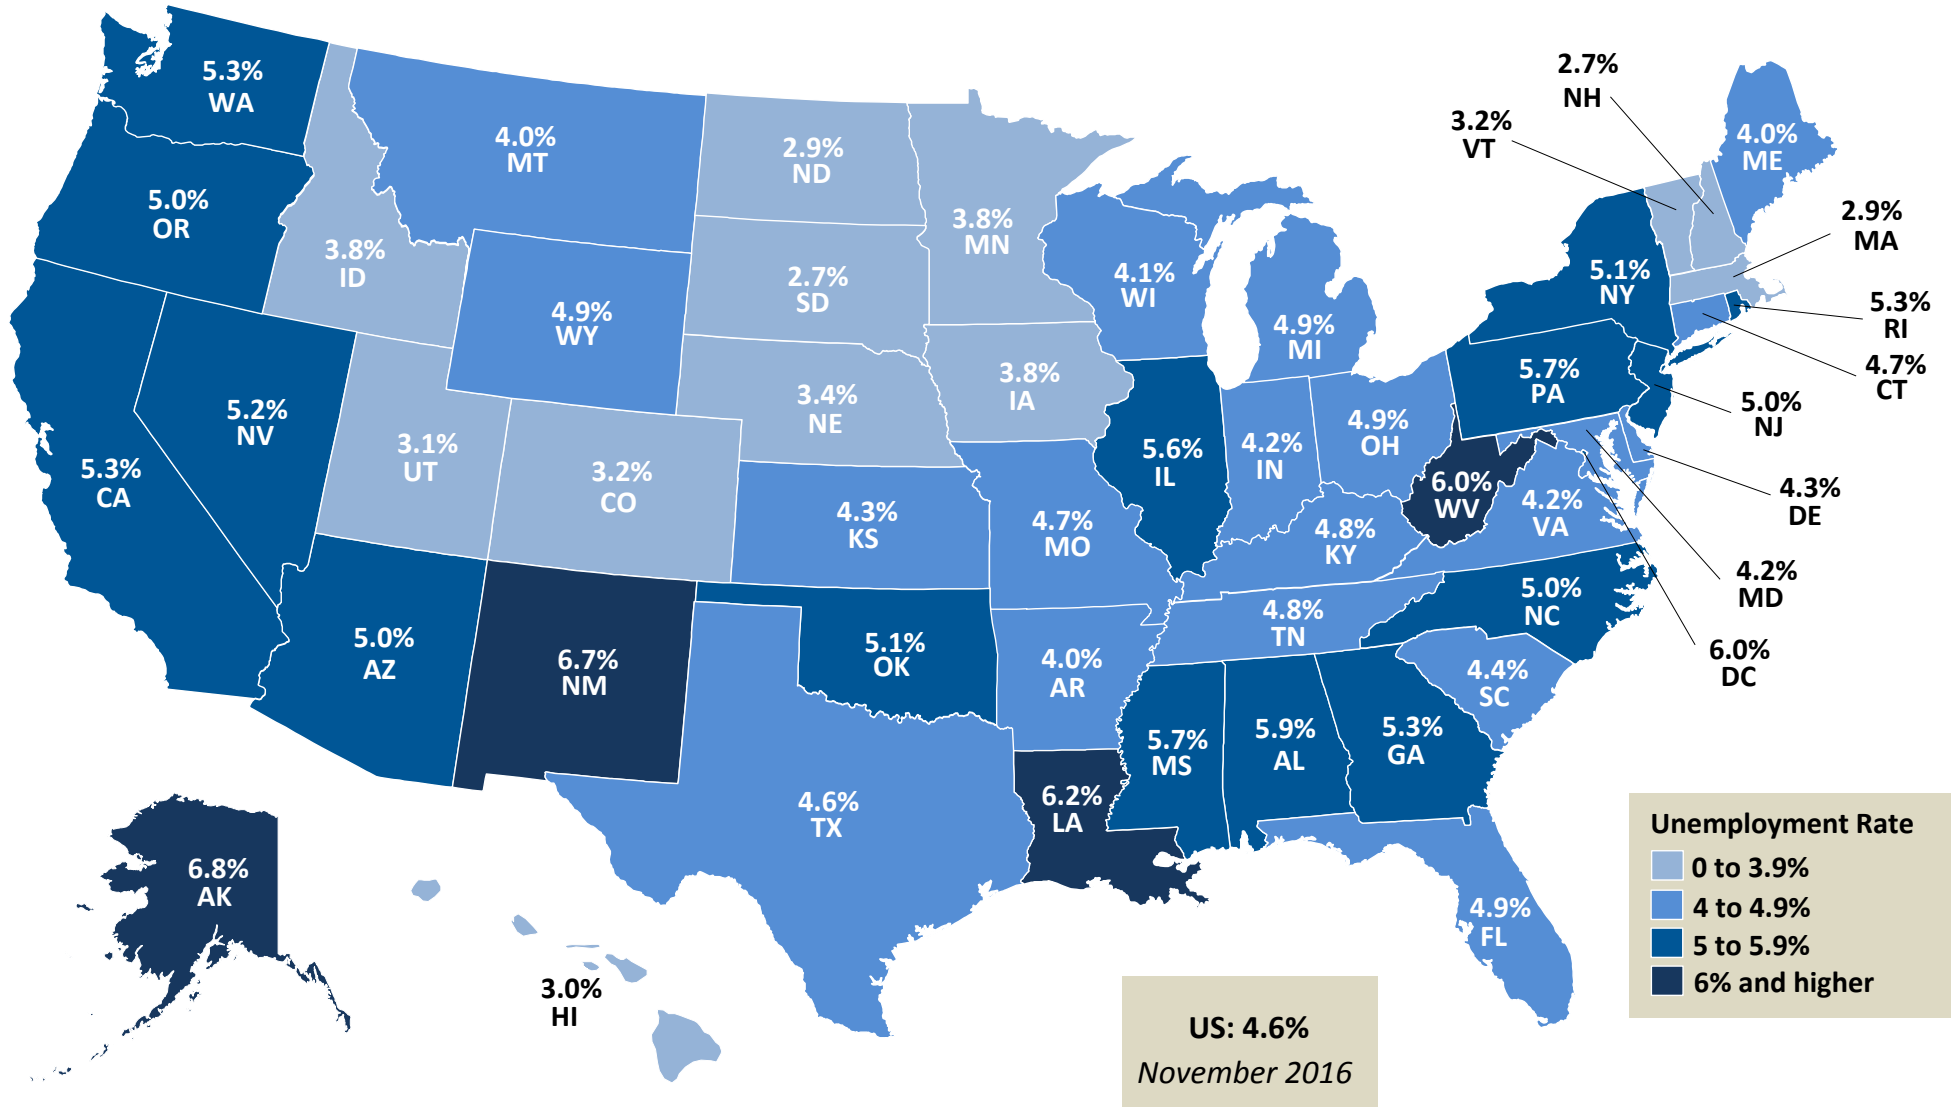 5.3%
WA
5.0%
OR
3.8%
ID
4.0%
MT
2.9%
ND
3.8%
MN
2.7%
SD
4.9%
WY
4.1%
WI
4.9%
MI
2.7%
NH
3.2%
VT
4.0%
ME
2.9%
MA
5.1%
NY
5.3%
RI
4.7%
CT
5.0%
NJ
5.7%
PA
5.3%
CA
5.2%
NV
3.1%
UT
3.2%
CO
3.4%
NE
3.8%
IA
4.3%
KS
4.7%
MO
5.6%
IL
4.2%
IN
4.9%
OH
6.0%
WV
4.2%
VA
4.8%
KY
4.3%
DE
4.2%
MD
6.0%
DC
5.0%
AZ
6.7%
NM
5.1%
OK
4.0%
AR
4.8%
TN
5.0%
NC
4.4%
SC
5.7%
MS
5.9%
AL
5.3%
GA
4.6%
TX
6.2%
LA
4.9%
FL
6.8%
AK
3.0%
HI
US: 4.6%
November 2016
Unemployment Rate
0 to 3.9%
4 to 4.9%
5 to 5.9%
6% and higher